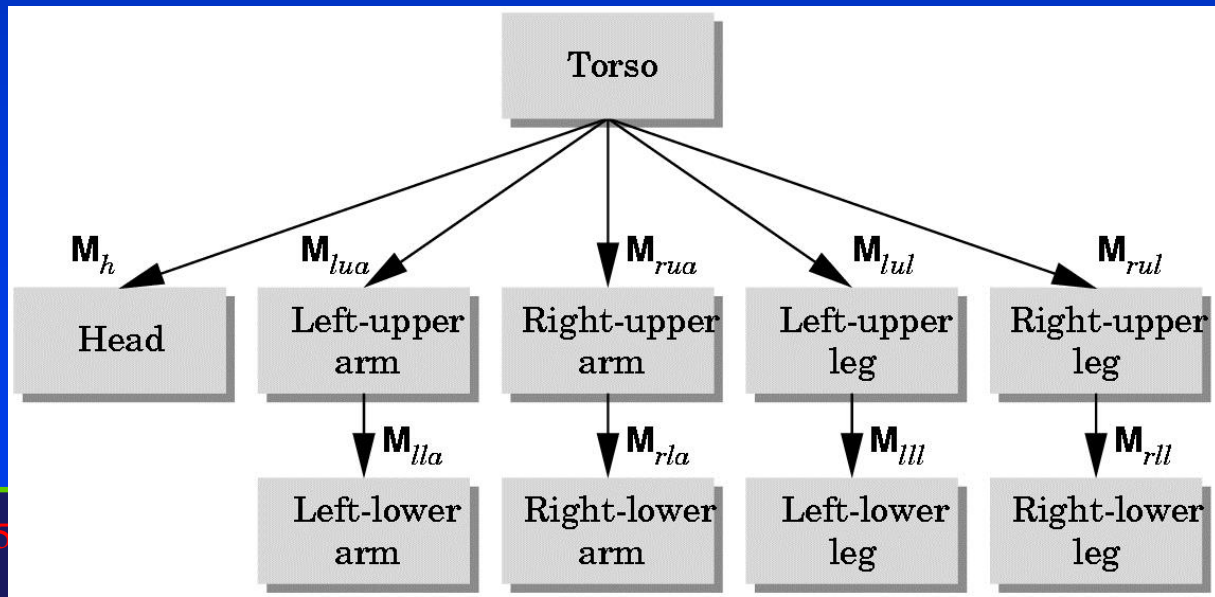 Torso
M_h
M_lua
M_rua
M_lul
M_rul
Head
Left-upper
arm
Right-upper
arm
Left-upper
leg
Right-upper
leg
M_lla
M_rla
M_lll
M_rll
Left-lower
arm
Right-lower
arm
Left-lower
leg
Right-lower
leg
5